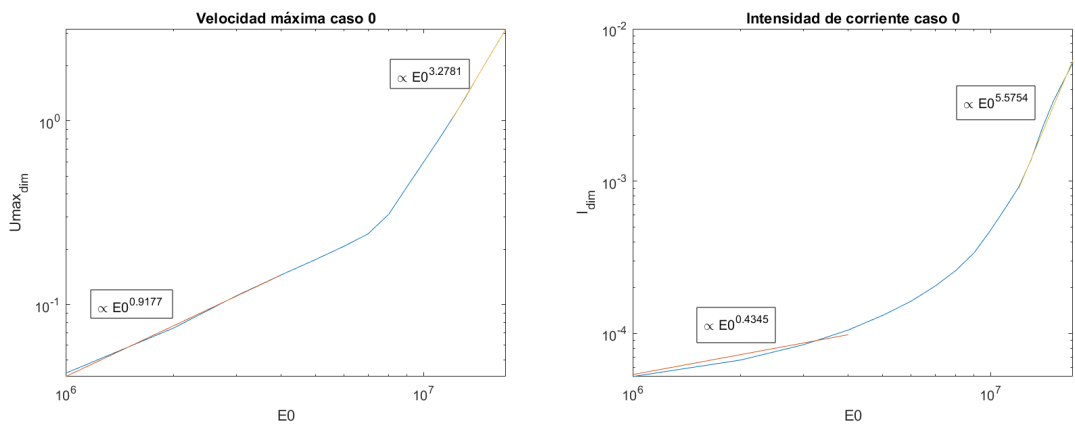 Velocidad máxima caso 0
∝ E0^3.2781
10^0
Umax_dim
10^-1
∝ E0^0.9177
10^6
10^7
E0
Intensidad de corriente caso 0
10^-2
∝ E0^5.5754
10^-3
I_dim
∝ E0^0.4345
10^-4
10^6
10^7
E0